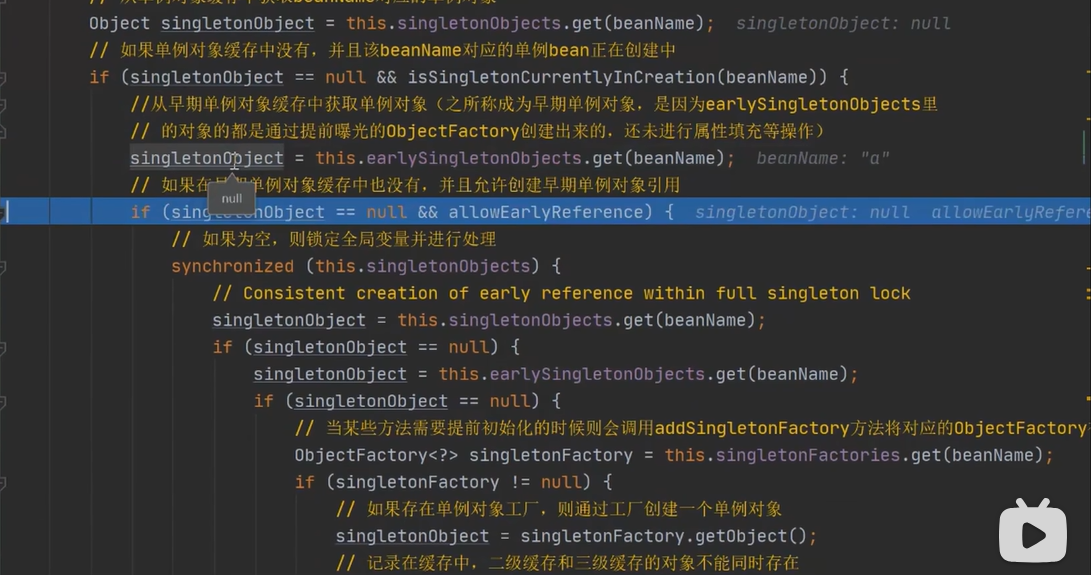 Object singletonObject = this.singletonObjects.get(beanName);  singletonObject: null
// 如果单例对象缓存中没有，并且该beanName对应的单例bean正在创建中
if (singletonObject == null && isSingletonCurrentlyInCreation(beanName)) {
//从早期单例对象缓存中获取单例对象（之所称成为早期单例对象，是因为earlySingletonObjects里
// 的对象的都是通过提前曝光的ObjectFactory创建出来的，还未进行属性填充等操作）
singletonObject = this.earlySingletonObjects.get(beanName);  beanName: "a"
// 如果在早期单例对象缓存中也没有，并且允许创建早期单例对象引用
null
if (singletonObject == null && allowEarlyReference) {  singletonObject: null  allowEarlyRefere
// 如果为空，则锁定全局变量并进行处理
synchronized (this.singletonObjects) {
// Consistent creation of early reference within full singleton lock
singletonObject = this.singletonObjects.get(beanName);
if (singletonObject == null) {
singletonObject = this.earlySingletonObjects.get(beanName);
if (singletonObject == null) {
// 当某些方法需要提前初始化的时候则会调用addSingletonFactory方法将对应的ObjectFactory
ObjectFactory<?> singletonFactory = this.singletonFactories.get(beanName);
if (singletonFactory != null) {
// 如果存在单例对象工厂，则通过工厂创建一个单例对象
singletonObject = singletonFactory.getObject();
// 记录在缓存中，二级缓存和三级缓存的对象不能同时存在